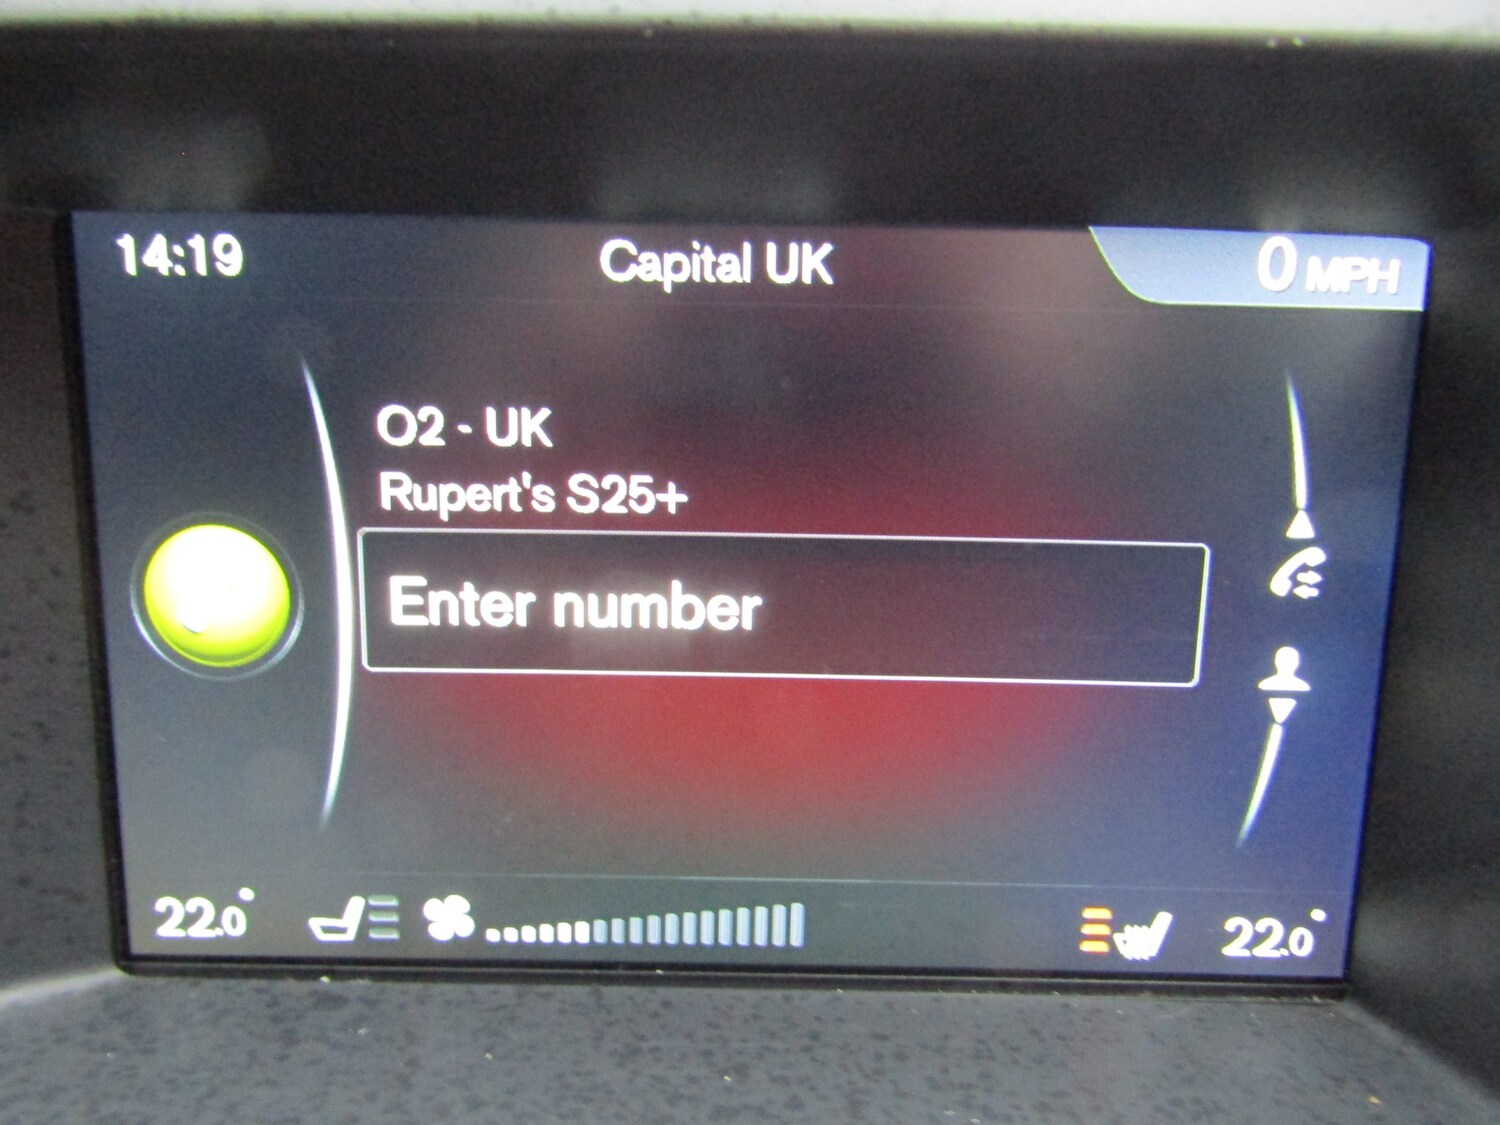 14:19 Capital UK 0 MPH
O2 - UK
Rupert's S25+
Enter number
22.0° 22.0°